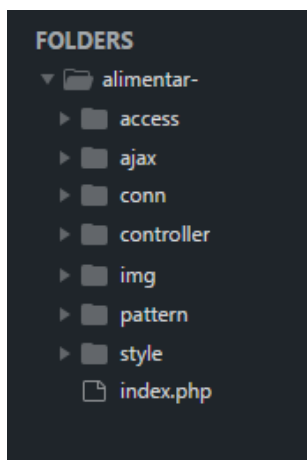 FOLDERS
alimentar-
access
ajax
conn
controller
img
pattern
style
index.php